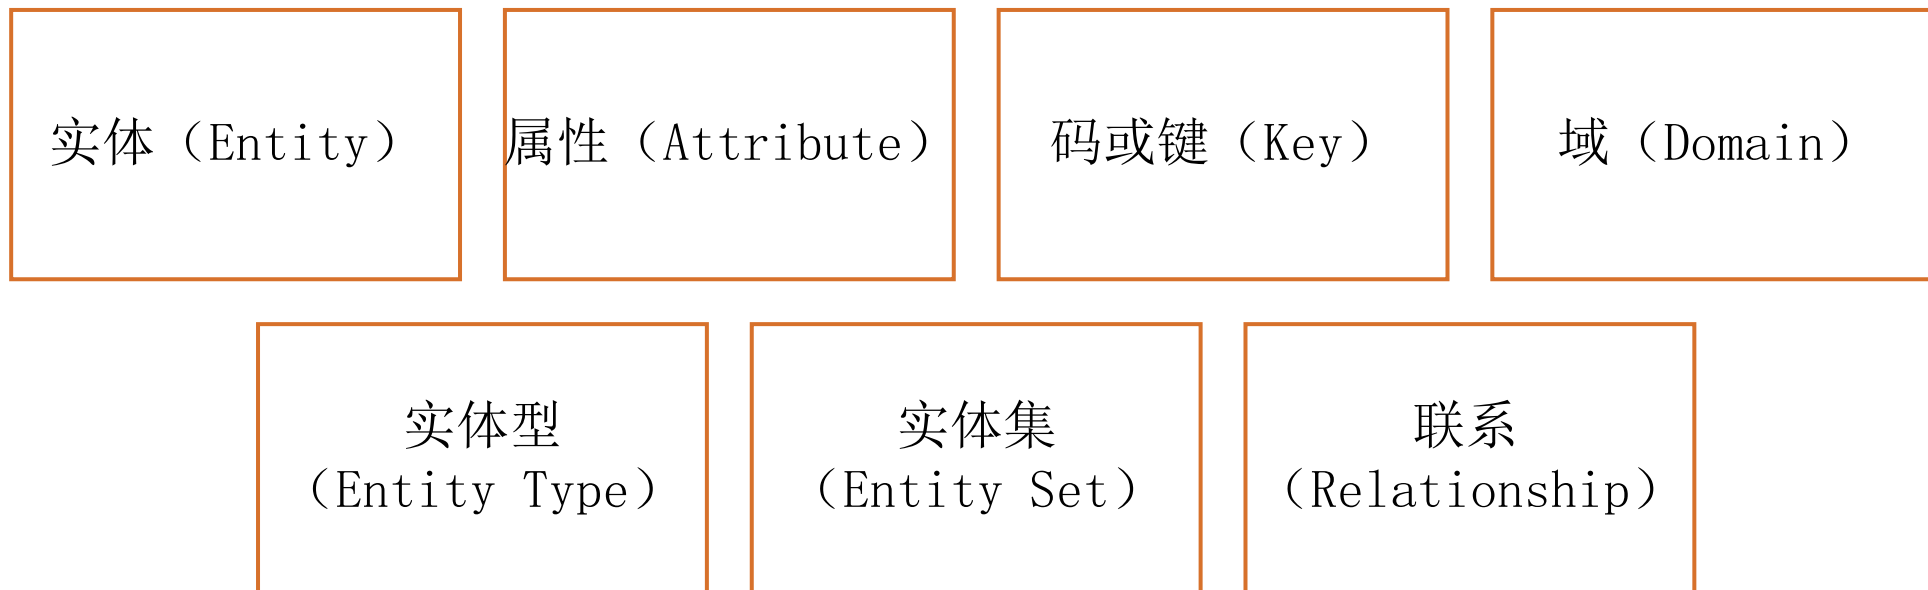 实体（Entity）
属性（Attribute）
码或键（Key）
域（Domain）
实体型
（Entity Type）
实体集
（Entity Set）
联系
（Relationship）